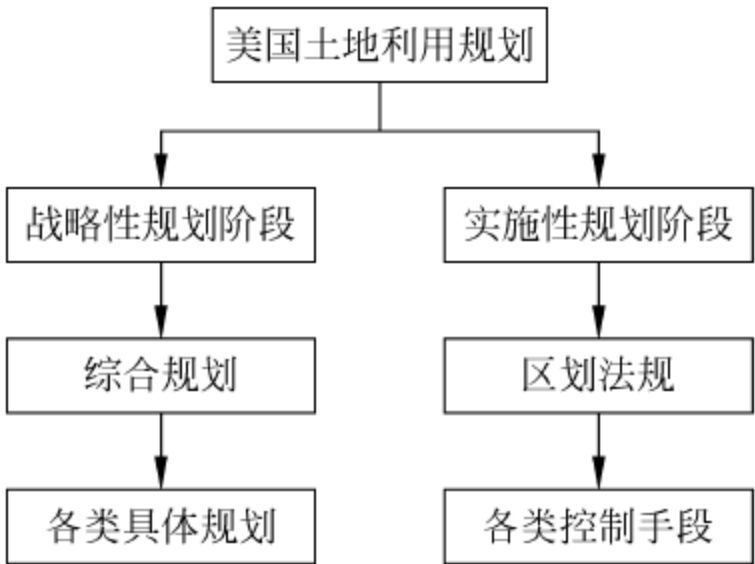 美国土地利用规划
战略性规划阶段
实施性规划阶段
综合规划
区划法规
各类具体规划
各类控制手段